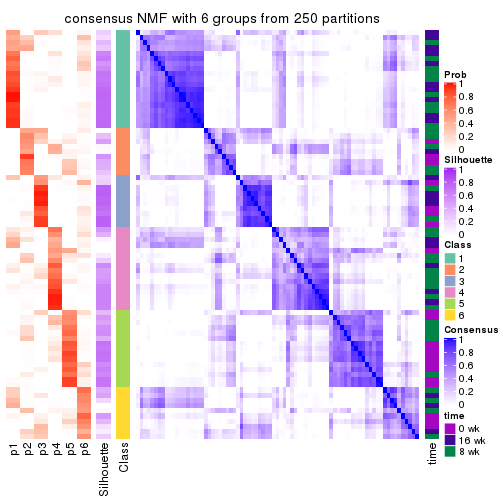 consensus NMF with 6 groups from 250 partitions
Prob
1
0.8
0.6
0.4
0.2
0
Silhouette
1
0.8
0.6
0.4
0.2
0
Class
1
2
3
4
5
6
Consensus
1
0.8
0.6
0.4
0.2
0
time
0 wk
16 wk
8 wk
p1
p2
p3
p4
p5
p6
Silhouette
Class
time